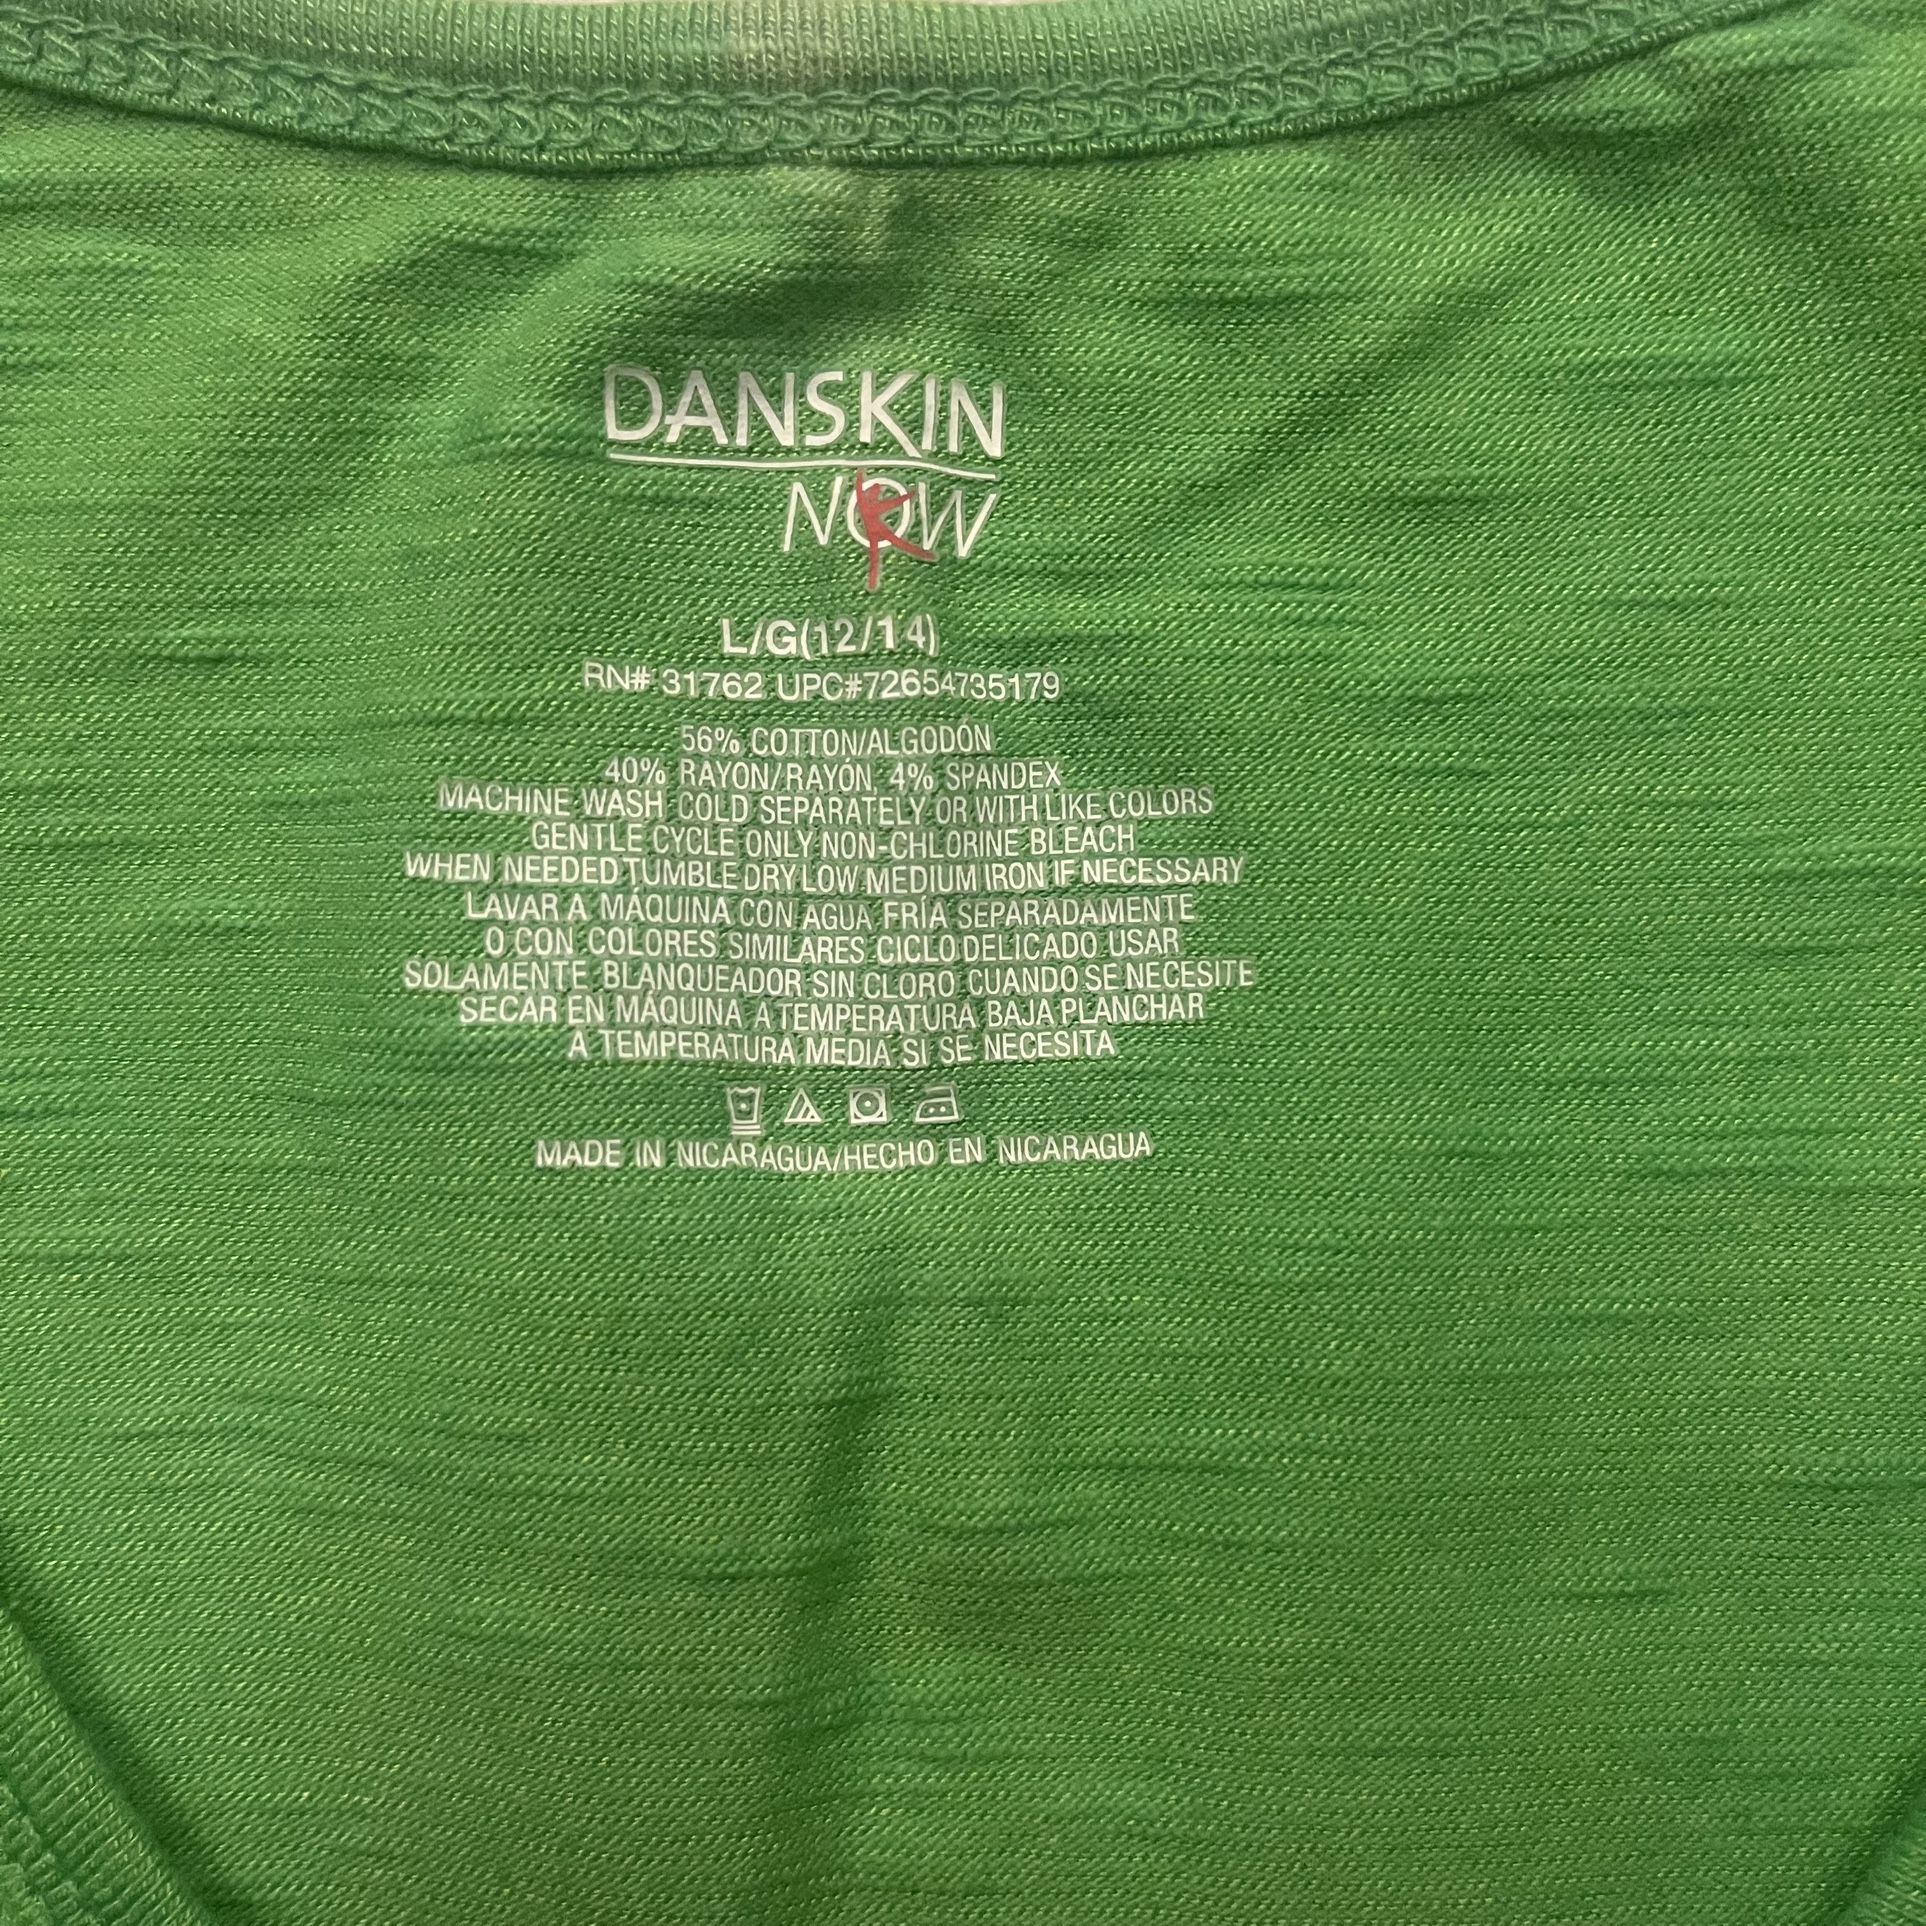 DANSKIN
NOW
L/G(12/14)
RN# 31762 UPC#72654735179
56% COTTON/ALGODÓN
40% RAYON/RAYÓN, 4% SPANDEX
MACHINE WASH COLD SEPARATELY OR WITH LIKE COLORS
GENTLE CYCLE ONLY NON-CHLORINE BLEACH
WHEN NEEDED TUMBLE DRY LOW MEDIUM IRON IF NECESSARY
LAVAR A MÁQUINA CON AGUA FRÍA SEPARADAMENTE
O CON COLORES SIMILARES CICLO DELICADO USAR
SOLAMENTE BLANQUEADOR SIN CLORO CUANDO SE NECESITE
SECAR EN MÁQUINA A TEMPERATURA BAJA PLANCHAR
A TEMPERATURA MEDIA SI SE NECESITA
MADE IN NICARAGUA/HECHO EN NICARAGUA